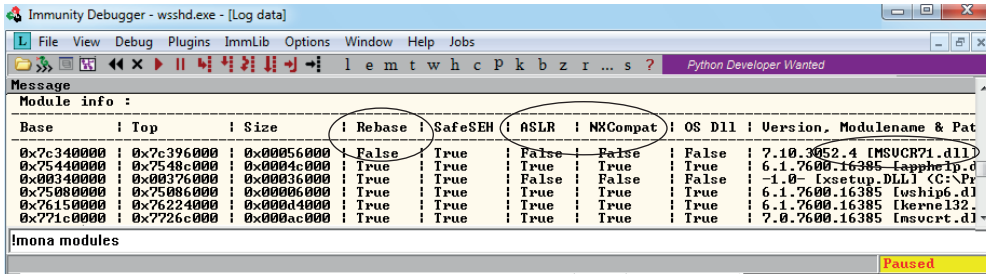 Immunity Debugger - wsshd.exe - [Log data]
L File View Debug Plugins ImmLib Options Window Help Jobs
l e m t w h c P k b z r ... s ? Python Developer Wanted
Message
Module info :
Base | Top | Size | Rebase | SafeSEH | ASLR | NXCompat | OS Dll | Version, Modulename & Pat
0x7c340000 | 0x7c396000 | 0x00056000 | False | True | False | False | False | 7.10.3052.4 [MSVCR71.dll]
0x75440000 | 0x7548c000 | 0x0004c000 | True | True | True | True | True | 6.1.7600.16385 [apphelp.d
0x00340000 | 0x00376000 | 0x00036000 | True | True | False | False | False | -1.0- [xsetup.DLL] (C:\Pr
0x75080000 | 0x75086000 | 0x00006000 | True | True | True | True | True | 6.1.7600.16385 [wship6.dl
0x76150000 | 0x76224000 | 0x000d4000 | True | True | True | True | True | 6.1.7600.16385 [kernel32.
0x771c0000 | 0x7726c000 | 0x000ac000 | True | True | True | True | True | 7.0.7600.16385 [msvcrt.dl
!mona modules
Paused